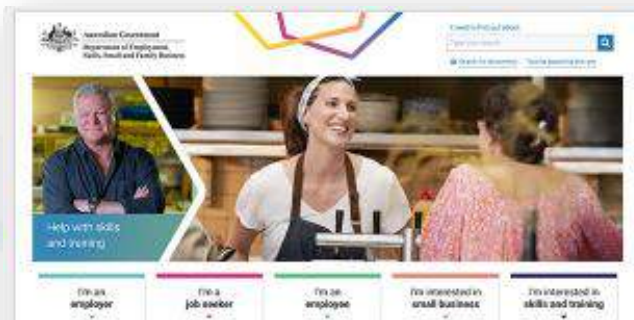 Australian Government
Department of Employment,
Skills, Small and Family Business
Help with skills
and training
I'm an
employer
I'm a
job seeker
I'm an
employee
I'm interested in
small business
I'm interested in
skills and training